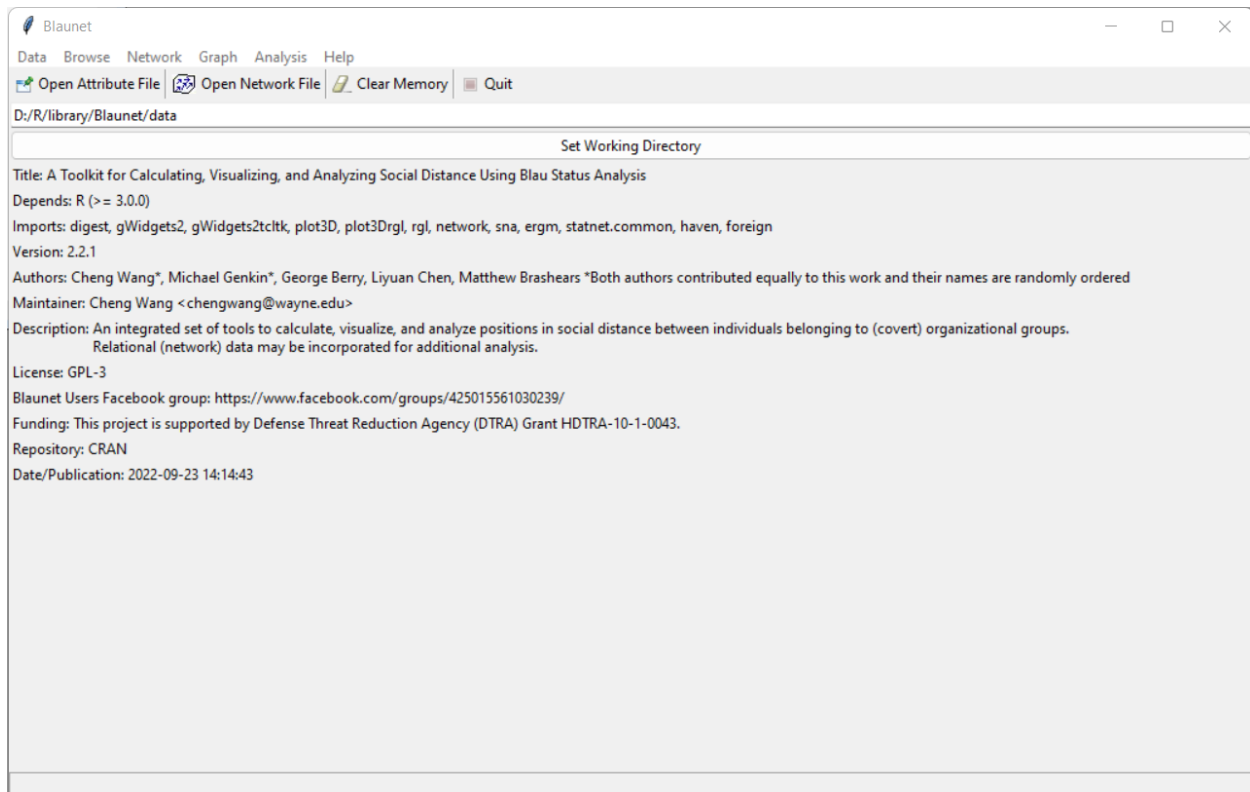 Blaunet
Data Browse Network Graph Analysis Help
Open Attribute File Open Network File Clear Memory Quit
D:/R/library/Blaunet/data
Set Working Directory
Title: A Toolkit for Calculating, Visualizing, and Analyzing Social Distance Using Blau Status Analysis
Depends: R (>= 3.0.0)
Imports: digest, gWidgets2, gWidgets2tcltk, plot3D, plot3Drgl, rgl, network, sna, ergm, statnet.common, haven, foreign
Version: 2.2.1
Authors: Cheng Wang*, Michael Genkin*, George Berry, Liyuan Chen, Matthew Brashears *Both authors contributed equally to this work and their names are randomly ordered
Maintainer: Cheng Wang <chengwang@wayne.edu>
Description: An integrated set of tools to calculate, visualize, and analyze positions in social distance between individuals belonging to (covert) organizational groups.
Relational (network) data may be incorporated for additional analysis.
License: GPL-3
Blaunet Users Facebook group: https://www.facebook.com/groups/425015561030239/
Funding: This project is supported by Defense Threat Reduction Agency (DTRA) Grant HDTRA-10-1-0043.
Repository: CRAN
Date/Publication: 2022-09-23 14:14:43